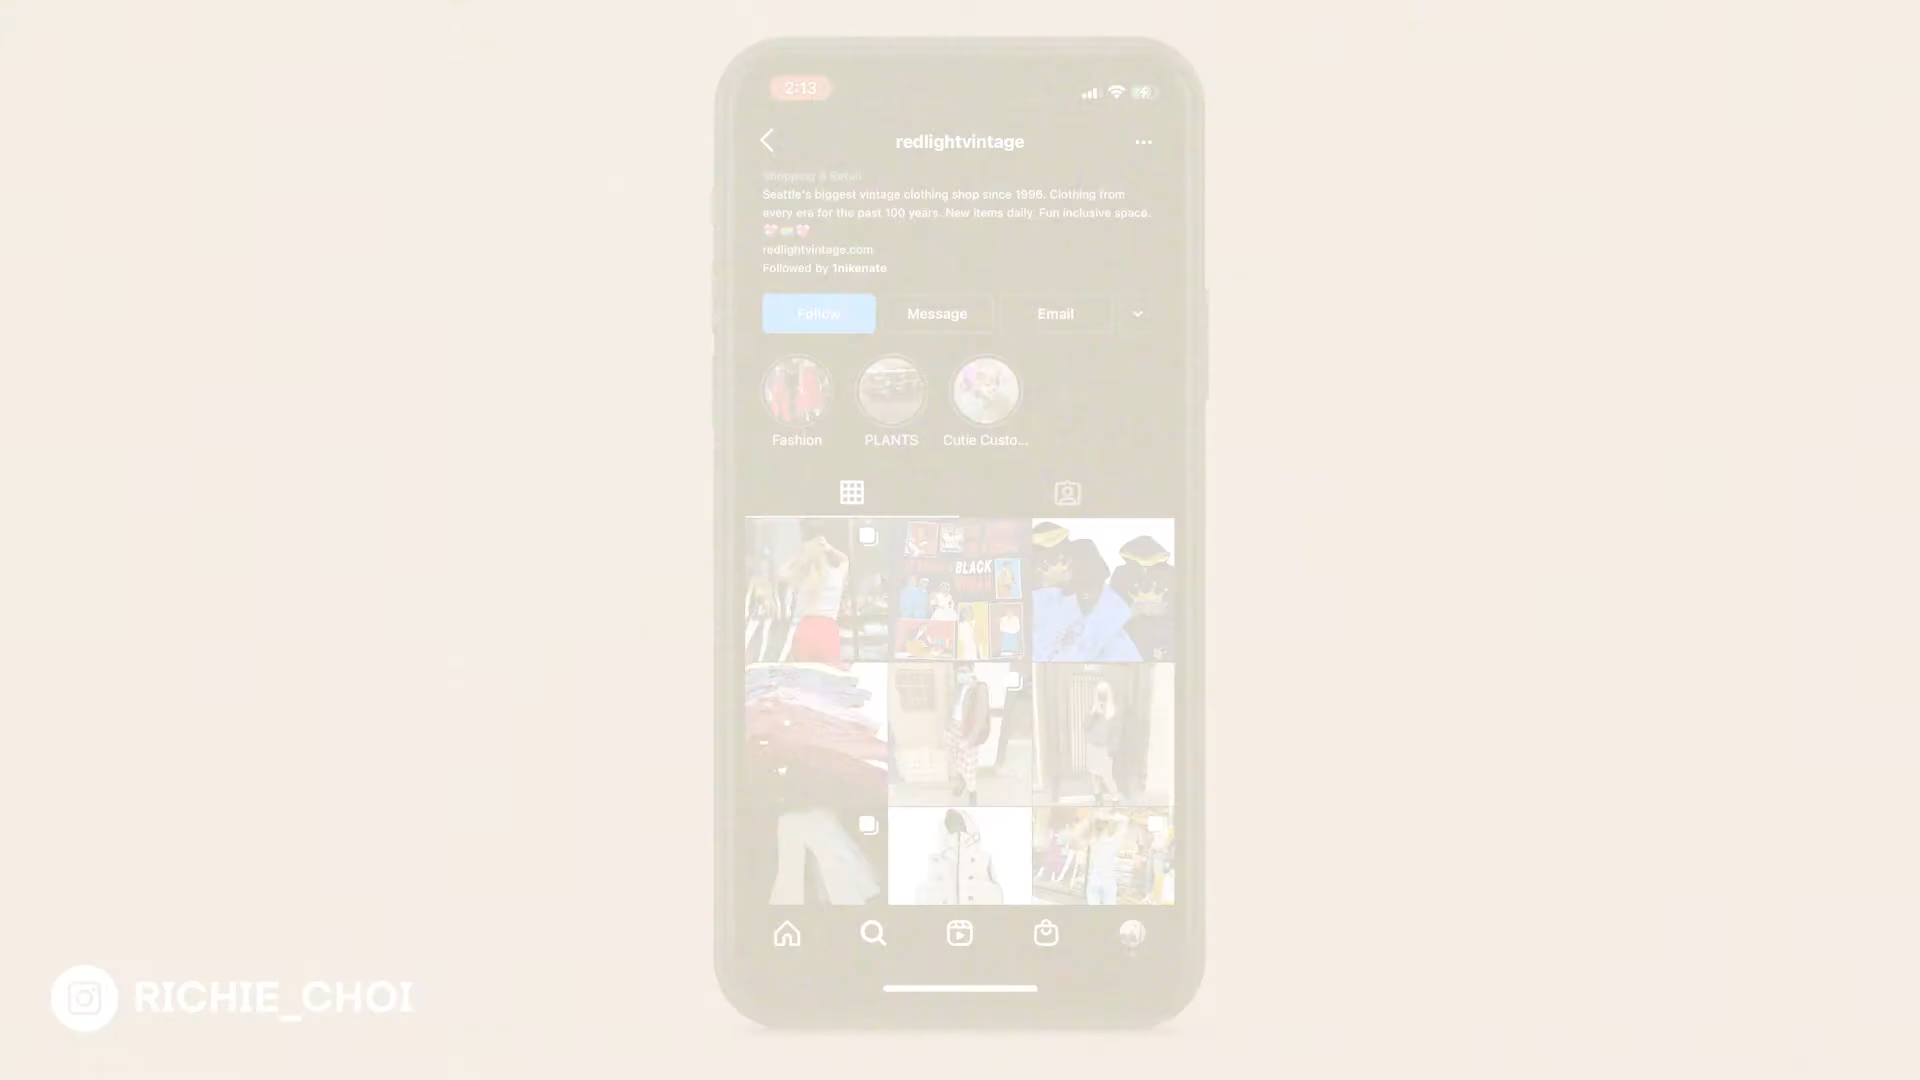 2:13
redlightvintage
Shopping & Retail
Seattle's biggest vintage clothing shop since 1996. Clothing from
every era for the past 100 years. New items daily. Fun inclusive space.
💖🏳️‍🌈💖
redlightvintage.com
Followed by 1nikenate
Follow
Message
Email
Fashion
PLANTS
Cutie Custo...
BLACK
RICHIE_CHOI